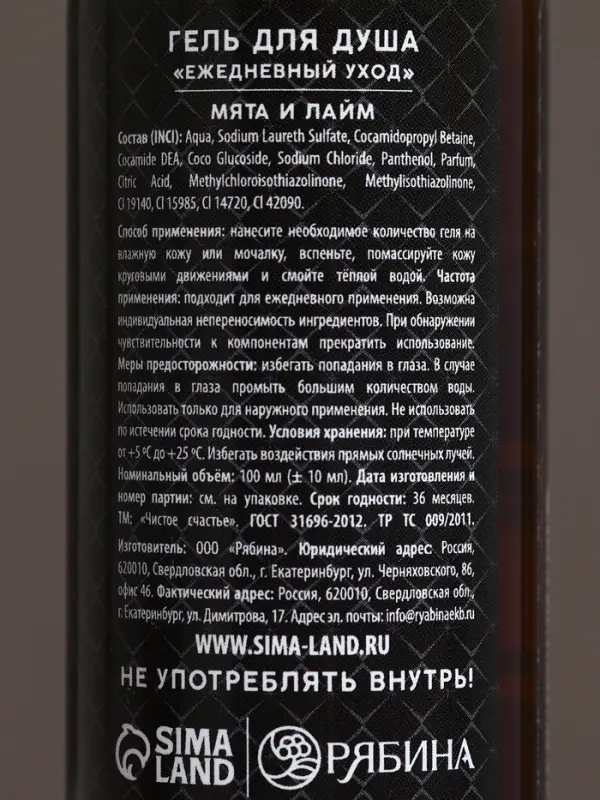 ГЕЛЬ ДЛЯ ДУША
«ЕЖЕДНЕВНЫЙ УХОД»
МЯТА И ЛАЙМ
Состав (INCI): Aqua, Sodium Laureth Sulfate, Cocamidopropyl Betaine,
Cocamide DEA, Coco Glucoside, Sodium Chloride, Panthenol, Parfum,
Citric Acid, Methylchloroisothiazolinone, Methylisothiazolinone,
Cl 19140, Cl 15985, Cl 14720, Cl 42090.
Способ применения: нанесите необходимое количество геля на
влажную кожу или мочалку, вспеньте, помассируйте кожу
круговыми движениями и смойте тёплой водой. Частота
применения: подходит для ежедневного применения. Возможна
индивидуальная непереносимость ингредиентов. При обнаружении
чувствительности к компонентам прекратить использование.
Меры предосторожности: избегать попадания в глаза. В случае
попадания в глаза промыть большим количеством воды.
Использовать только для наружного применения. Не использовать
по истечении срока годности. Условия хранения: при температуре
от +5 ºС до +25 ºС. Избегать воздействия прямых солнечных лучей.
Номинальный объём: 100 мл (± 10 мл). Дата изготовления и
номер партии: см. на упаковке. Срок годности: 36 месяцев.
ТМ: «Чистое счастье». ГОСТ 31696-2012. ТР ТС 009/2011.
Изготовитель: ООО «Рябина». Юридический адрес: Россия,
620010, Свердловская обл., г. Екатеринбург, ул. Черняховского, 86,
офис 46. Фактический адрес: Россия, 620010, Свердловская обл.,
г. Екатеринбург, ул. Димитрова, 17. Адрес эл. почты: info@ryabinaekb.ru
WWW.SIMA-LAND.RU
НЕ УПОТРЕБЛЯТЬ ВНУТРЬ!
SIMA LAND РЯБИНА